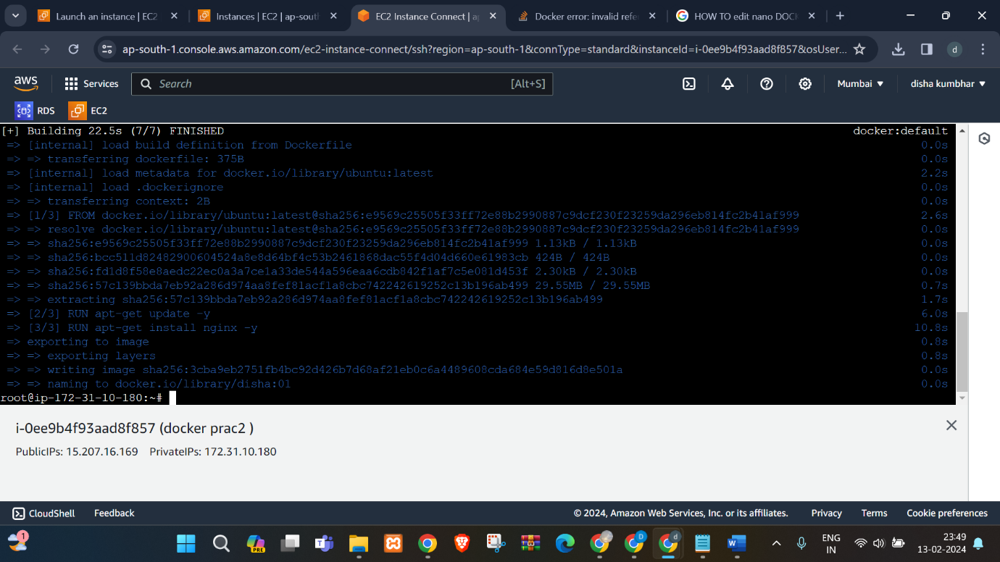 Launch an instance | EC2
Instances | EC2 | ap-south
EC2 Instance Connect | ap
Docker error: invalid refe
HOW TO edit nano DOCK
ap-south-1.console.aws.amazon.com/ec2-instance-connect/ssh?region=ap-south-1&connType=standard&instanceId=i-0ee9b4f93aad8f857&osUser...
d
aws
Services
Search
[Alt+S]
Mumbai
disha kumbhar
RDS
EC2
[+] Building 22.5s (7/7) FINISHED docker:default
=> [internal] load build definition from Dockerfile 0.0s
=> => transferring dockerfile: 375B 0.0s
=> [internal] load metadata for docker.io/library/ubuntu:latest 2.2s
=> [internal] load .dockerignore 0.0s
=> => transferring context: 2B 0.0s
=> [1/3] FROM docker.io/library/ubuntu:latest@sha256:e9569c25505f33ff72e88b2990887c9dcf230f23259da296eb814fc2b41af999 2.6s
=> => resolve docker.io/library/ubuntu:latest@sha256:e9569c25505f33ff72e88b2990887c9dcf230f23259da296eb814fc2b41af999 0.0s
=> => sha256:e9569c25505f33ff72e88b2990887c9dcf230f23259da296eb814fc2b41af999 1.13kB / 1.13kB 0.0s
=> => sha256:bcc511d82482900604524a8e8d64bf4c53b2461868dac55f4d04d660e61983cb 424B / 424B 0.0s
=> => sha256:fd1d8f58e8aedc22ec0a3a7ce1a33de544a596eaa6cdb842f1af7c5e081d453f 2.30kB / 2.30kB 0.0s
=> => sha256:57c139bbda7eb92a286d974aa8fef81acf1a8cbc742242619252c13b196ab499 29.55MB / 29.55MB 0.7s
=> => extracting sha256:57c139bbda7eb92a286d974aa8fef81acf1a8cbc742242619252c13b196ab499 1.7s
=> [2/3] RUN apt-get update -y 6.0s
=> [3/3] RUN apt-get install nginx -y 10.8s
=> exporting to image 0.8s
=> => exporting layers 0.8s
=> => writing image sha256:3cba9eb2751fb4bc92d426b7d68af21eb0c6a4489608cda684e59d816d8e501a 0.0s
=> => naming to docker.io/library/disha:01 0.0s
root@ip-172-31-10-180:~#
i-0ee9b4f93aad8f857 (docker prac2 )
PublicIPs: 15.207.16.169 PrivateIPs: 172.31.10.180
CloudShell
Feedback
© 2024, Amazon Web Services, Inc. or its affiliates.
Privacy
Terms
Cookie preferences
1
PRE
D
d
ENG
IN
23:49
13-02-2024